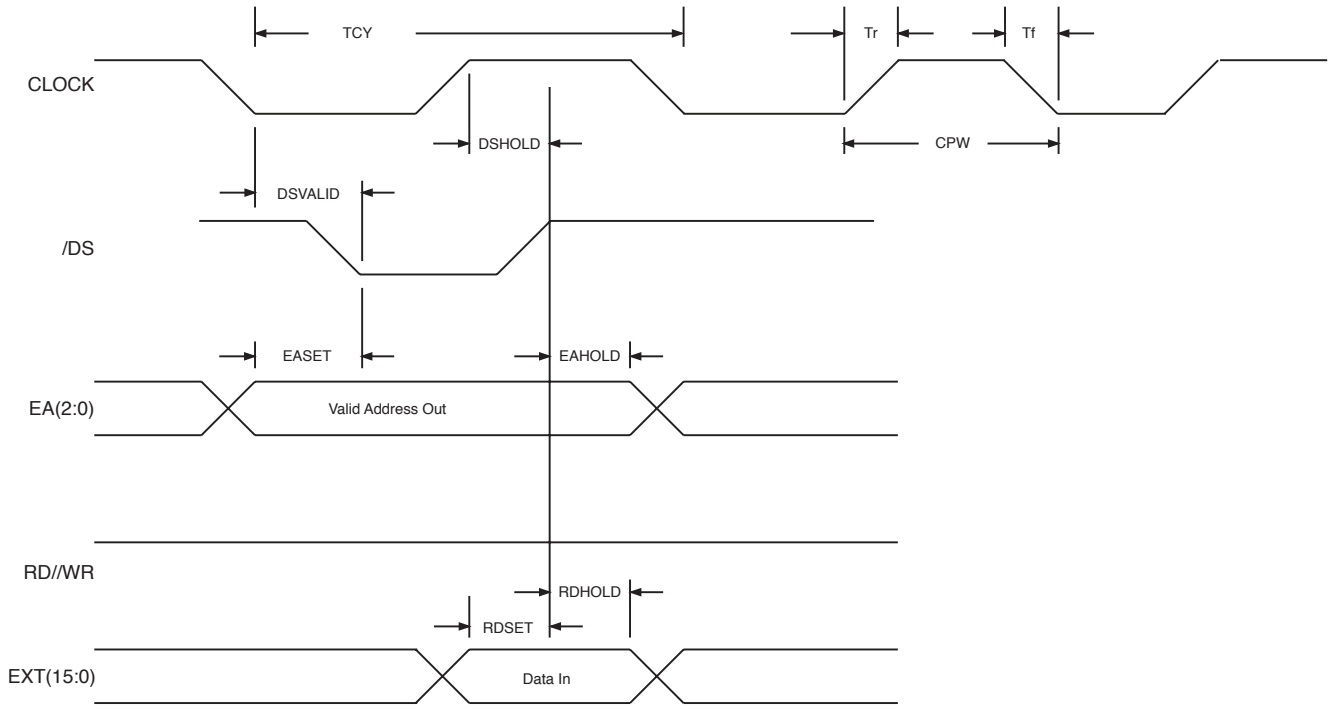 TCY
Tr
Tf
CLOCK
DSHOLD
CPW
DSVALID
/DS
EASET
EAHOLD
EA(2:0)
Valid Address Out
RD//WR
RDHOLD
RDSET
EXT(15:0)
Data In